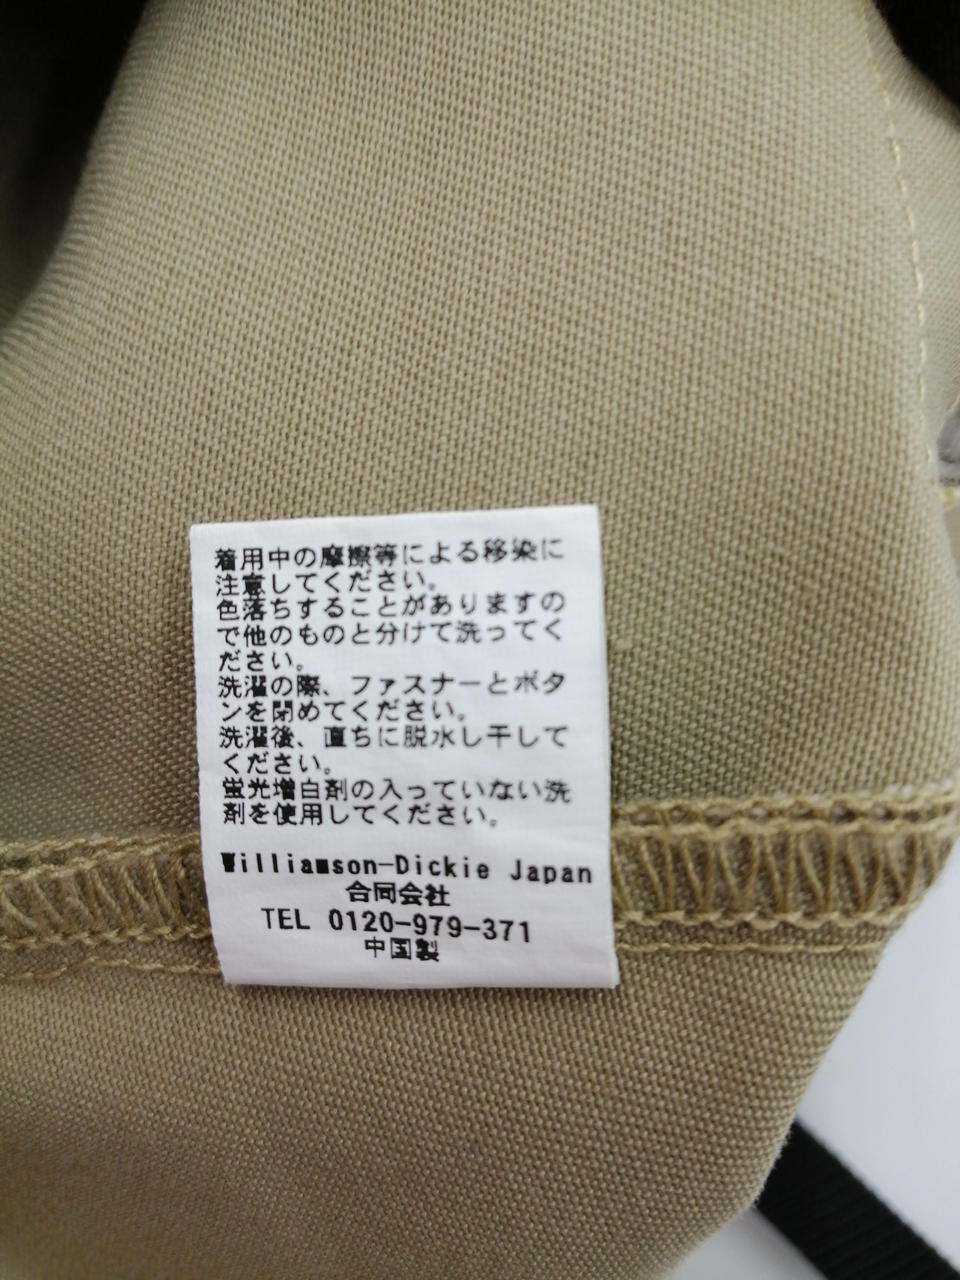 着用中の摩擦等による移染に
注意してください。
色落ちすることがありますの
で他のものと分けて洗ってく
ださい。
洗濯の際、ファスナーとボタ
ンを閉めてください。
洗濯後、直ちに脱水し干して
ください。
蛍光増白剤の入っていない洗
剤を使用してください。
Williamson-Dickie Japan
合同会社
TEL 0120-979-371
中国製